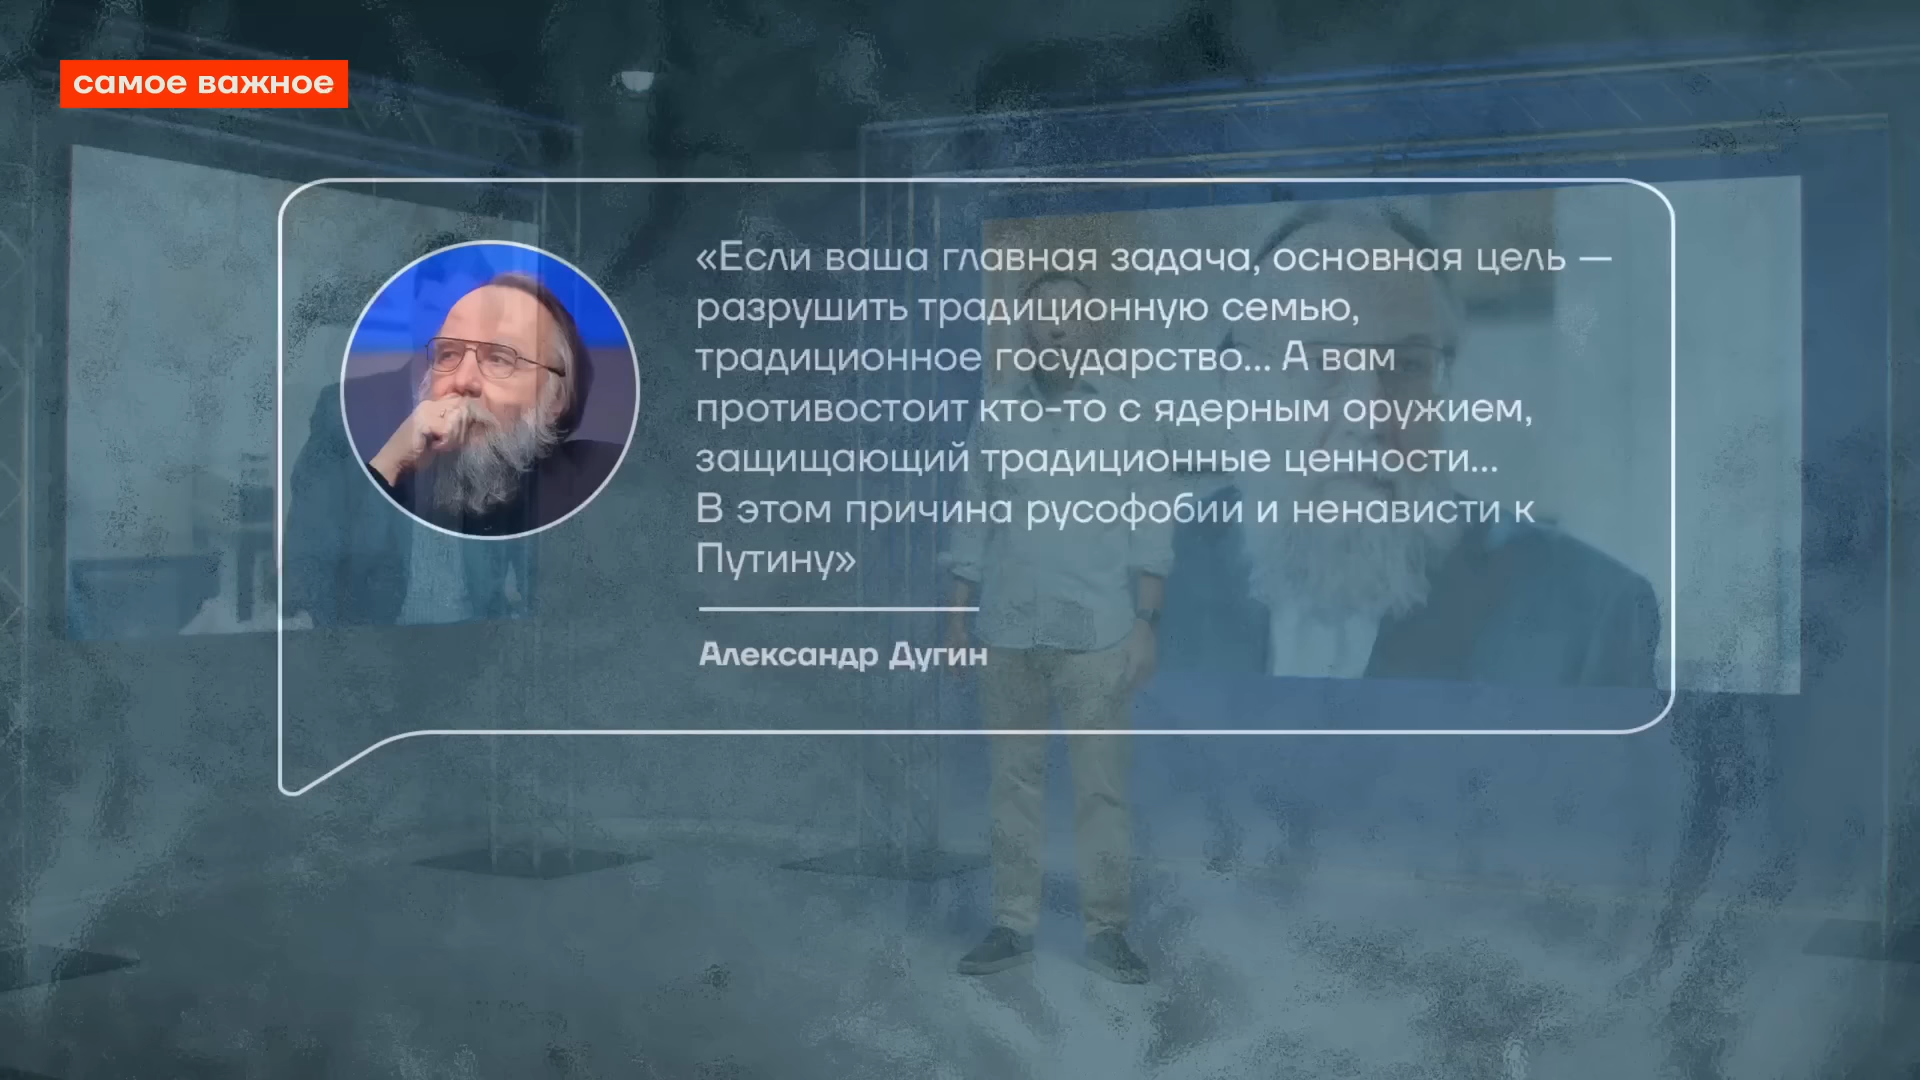 самое важное
«Если ваша главная задача, основная цель —
разрушить традиционную семью,
традиционное государство... А вам
противостоит кто-то с ядерным оружием,
защищающий традиционные ценности...
В этом причина русофобии и ненависти к
Путину»
Александр Дугин